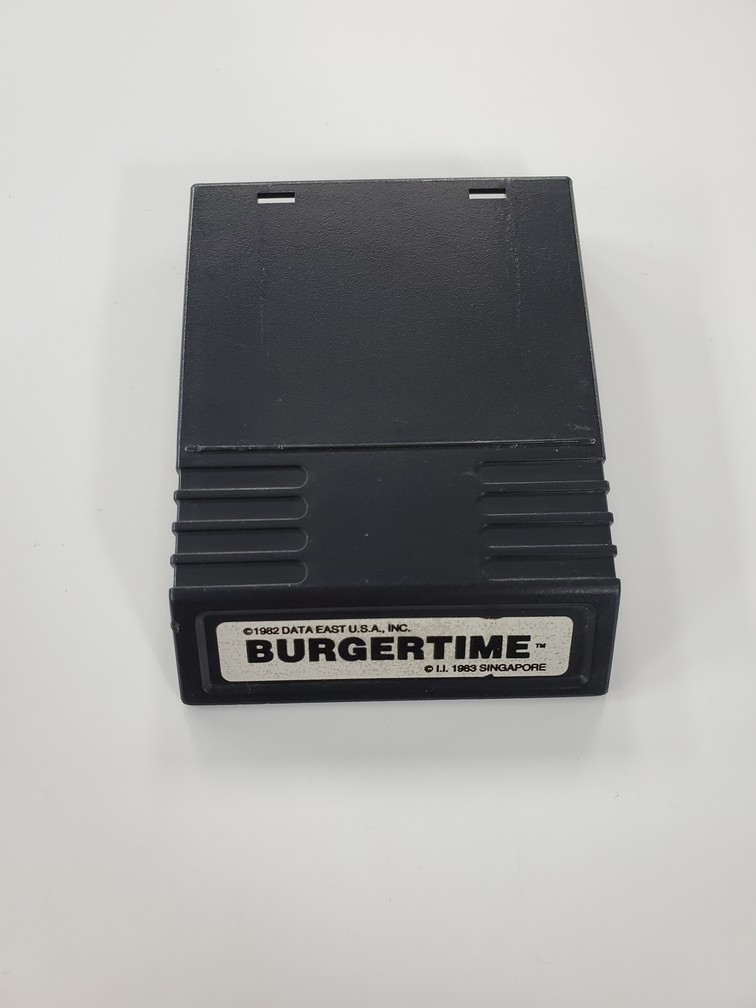 ©1982 DATA EAST U.S.A., INC.
BURGERTIME™
© I.I. 1983 SINGAPORE